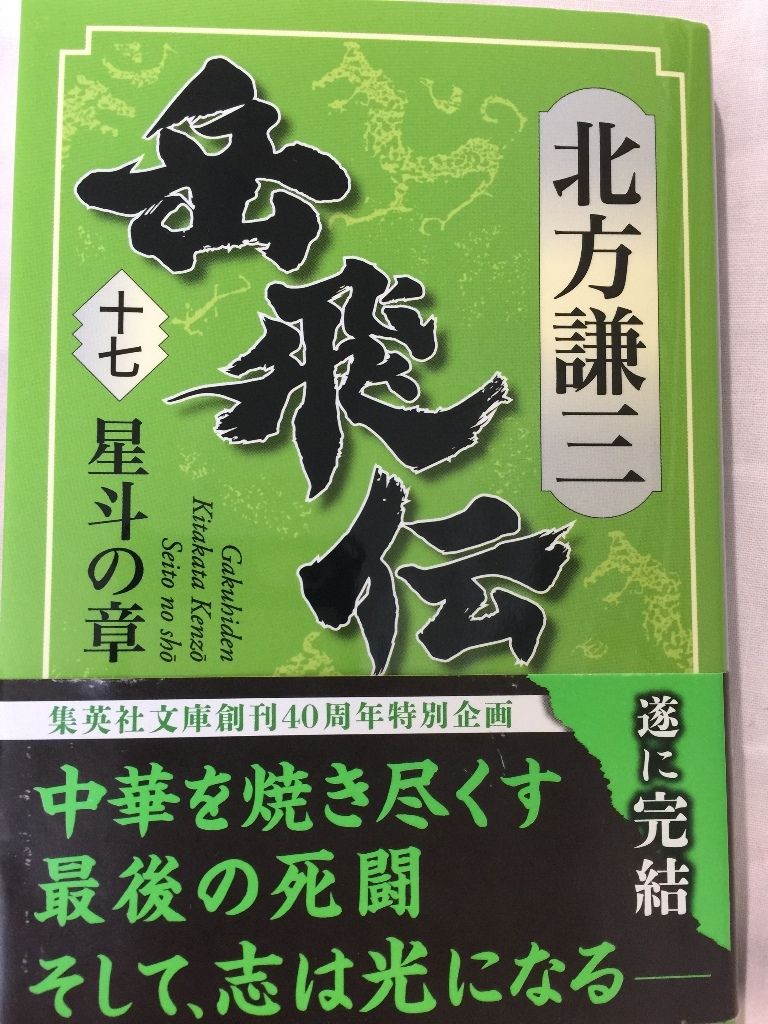 北方謙三
岳飛伝
十七
星斗の章
Gakuhiden
Kitakata Kenzō
Seito no shō
集英社文庫創刊40周年特別企画
遂に完結
中華を焼き尽くす
最後の死闘
そして、志は光になる――